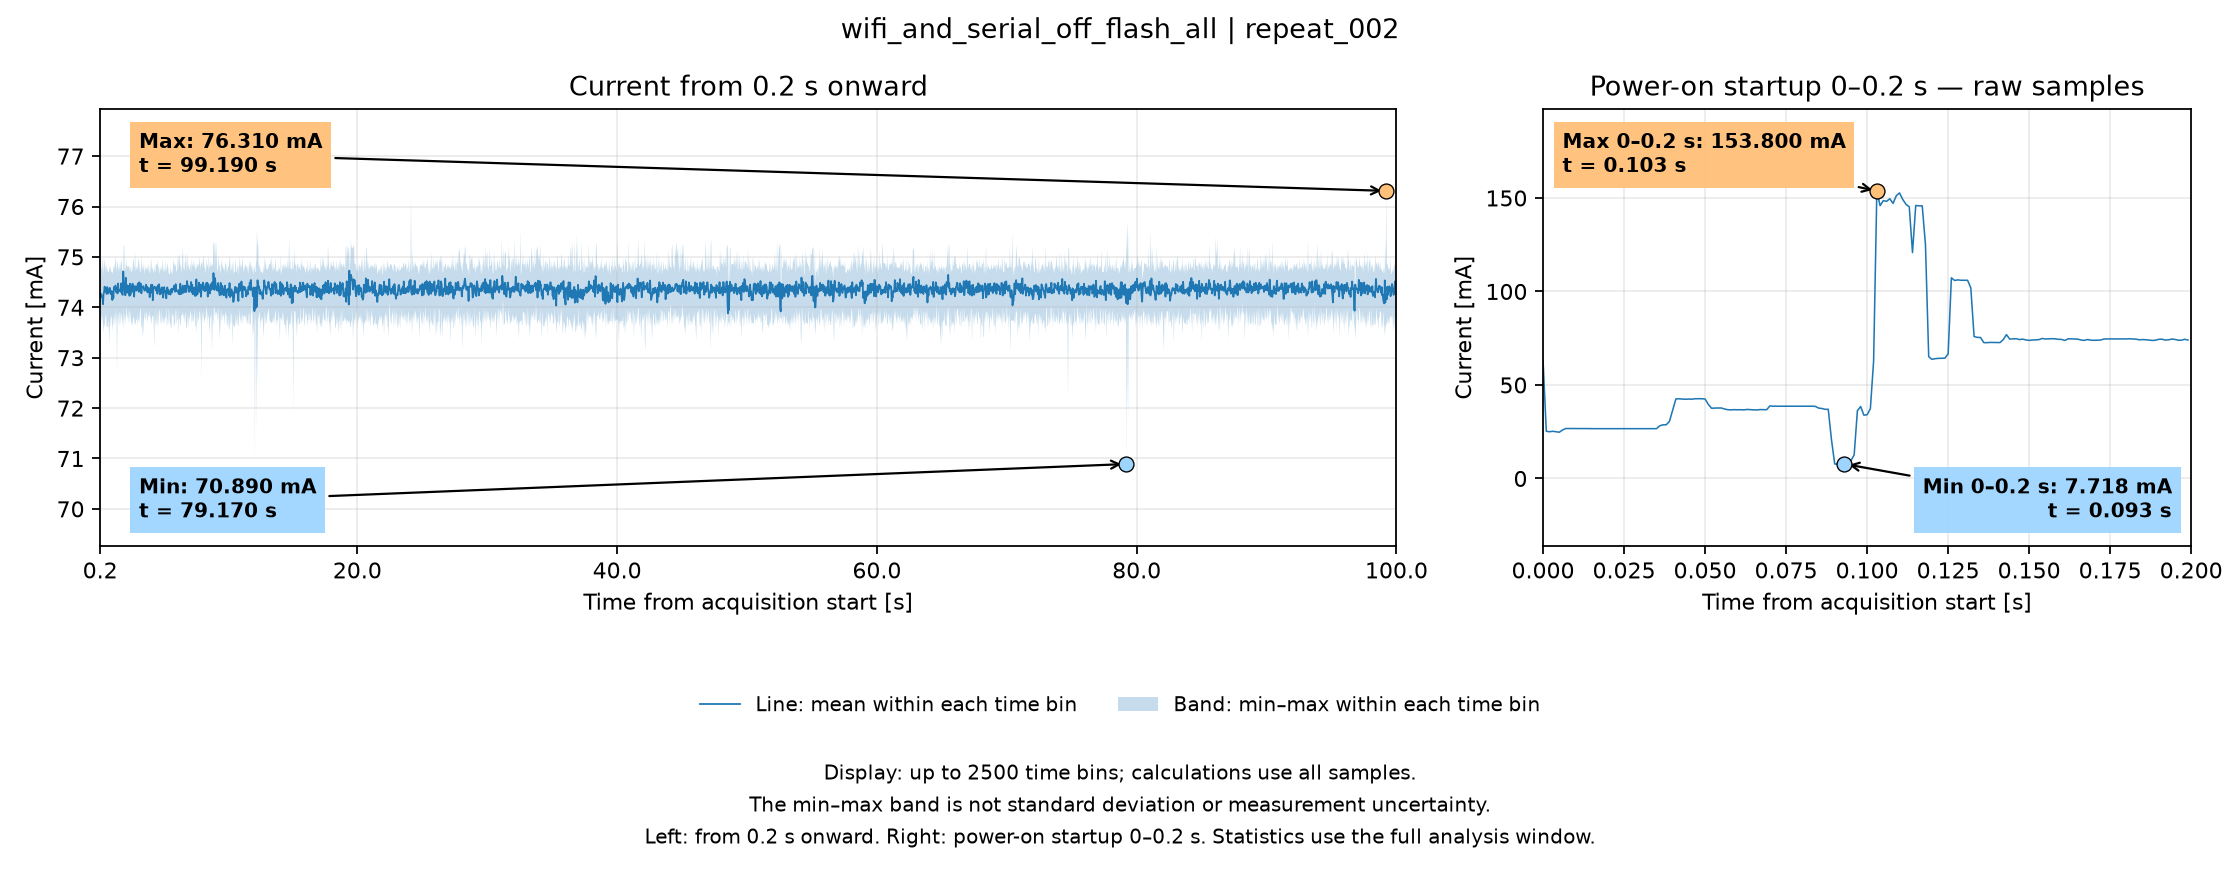 wifi_and_serial_off_flash_all | repeat_002
Current from 0.2 s onward
Max: 76.310 mA
t = 99.190 s
Min: 70.890 mA
t = 79.170 s
77
76
75
74
73
72
71
70
Current [mA]
0.2
20.0
40.0
60.0
80.0
100.0
Time from acquisition start [s]
Power-on startup 0–0.2 s — raw samples
Max 0–0.2 s: 153.800 mA
t = 0.103 s
Min 0–0.2 s: 7.718 mA
t = 0.093 s
150
100
50
0
Current [mA]
0.000
0.025
0.050
0.075
0.100
0.125
0.150
0.175
0.200
Time from acquisition start [s]
Line: mean within each time bin
Band: min–max within each time bin
Display: up to 2500 time bins; calculations use all samples.
The min–max band is not standard deviation or measurement uncertainty.
Left: from 0.2 s onward. Right: power-on startup 0–0.2 s. Statistics use the full analysis window.